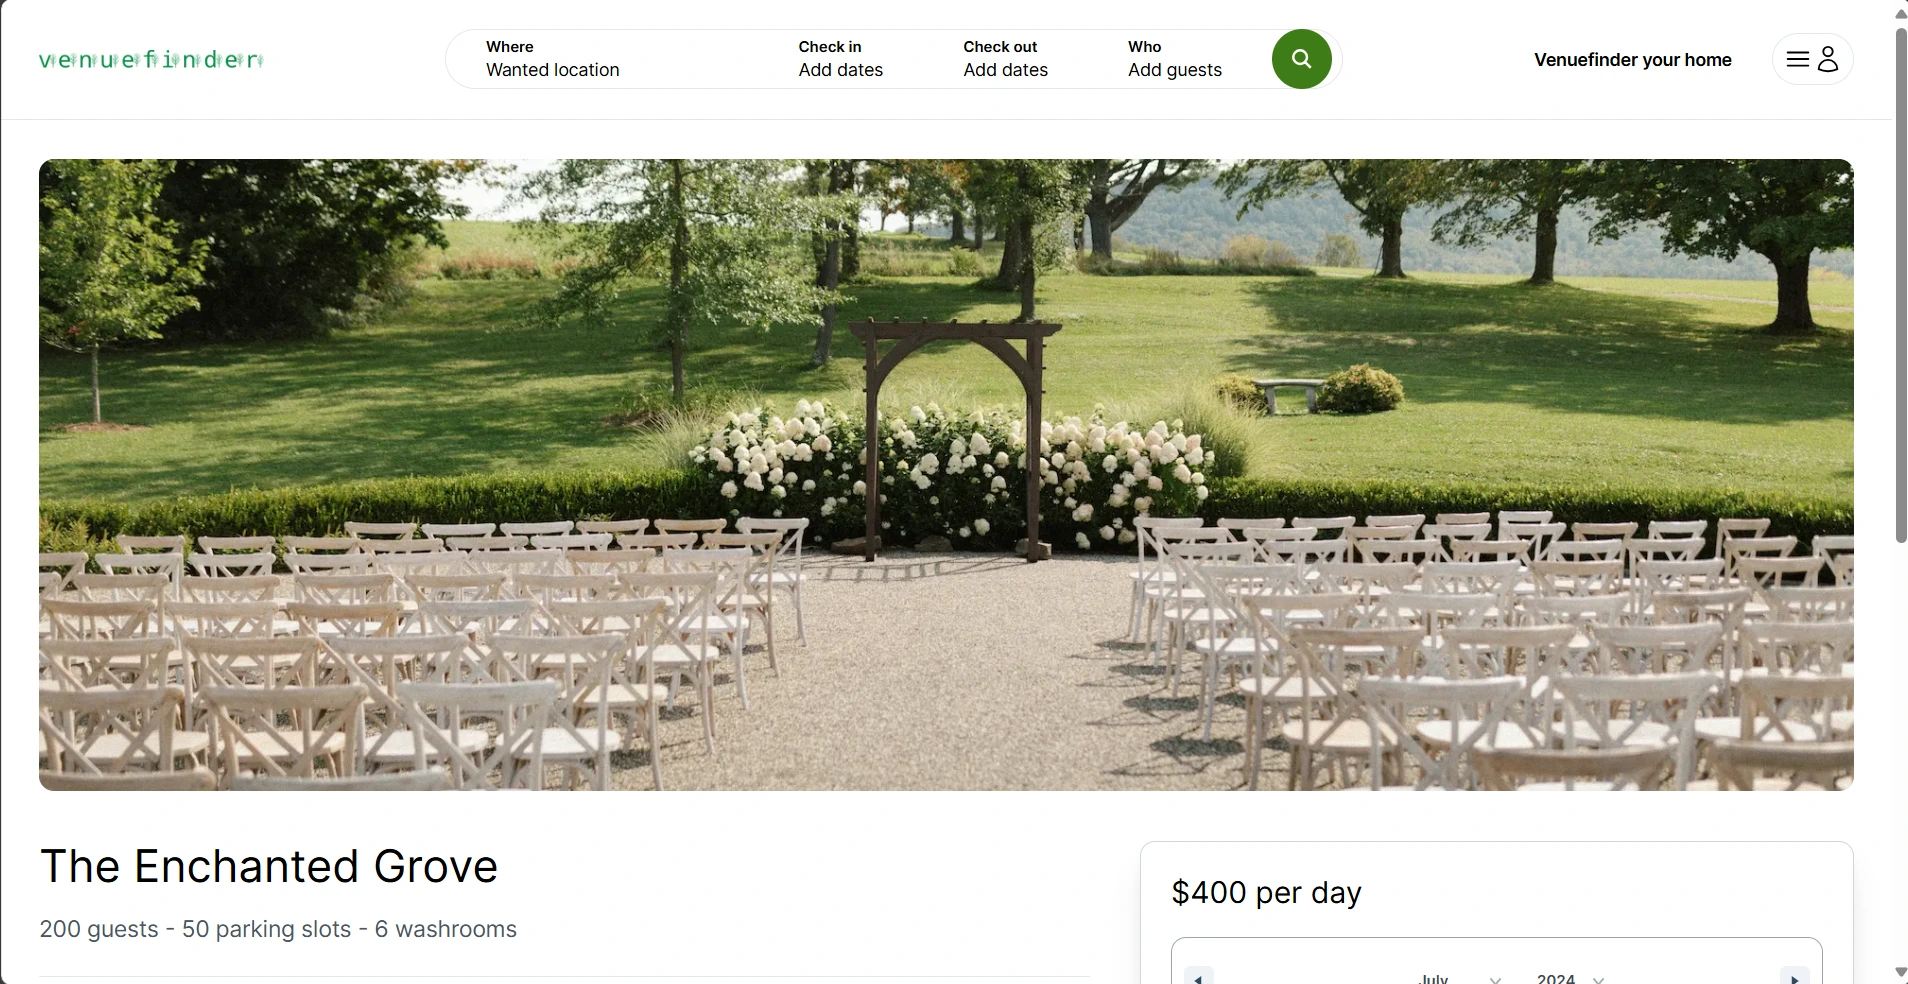 venuefinder
Where
Wanted location
Check in
Add dates
Check out
Add dates
Who
Add guests
Venuefinder your home
The Enchanted Grove
200 guests - 50 parking slots - 6 washrooms
$400 per day
July
2024